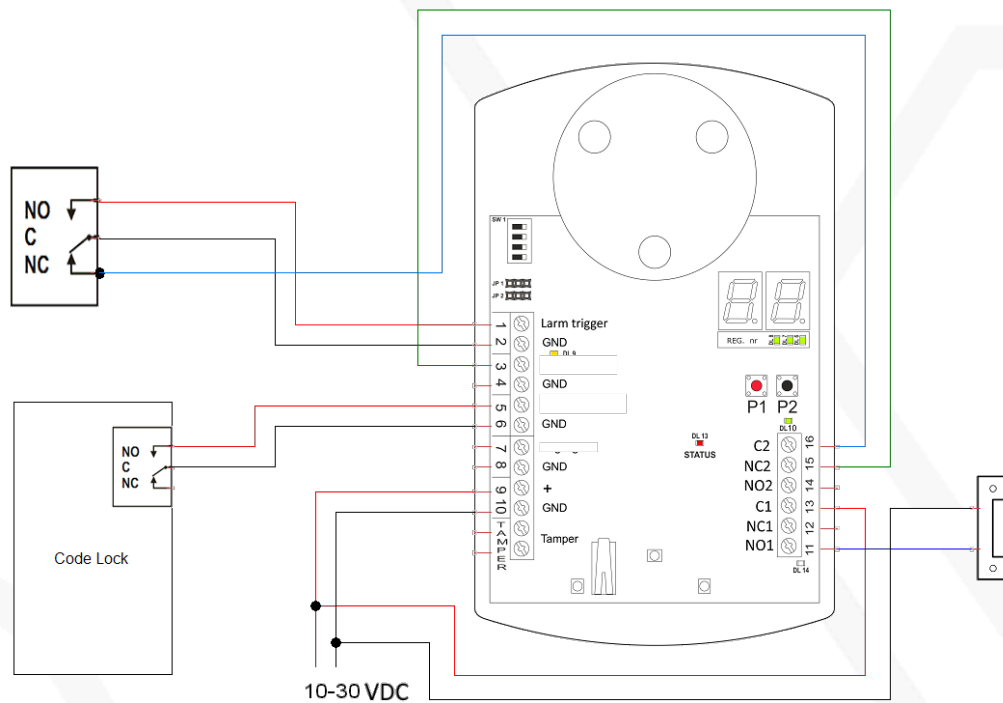 NO
C
NC
SW 1
JP 1
JP 2
1 Larm trigger
2 GND
DL 9
3
4 GND
5
6 GND
7
8 GND
9 +
10 GND
TAMPER
Tamper
REG. nr
P1 P2
DL10
DL 13
STATUS
C2 16
NC2 15
NO2 14
C1 13
NC1 12
NO1 11
DL 14
NO
C
NC
Code Lock
10-30 VDC